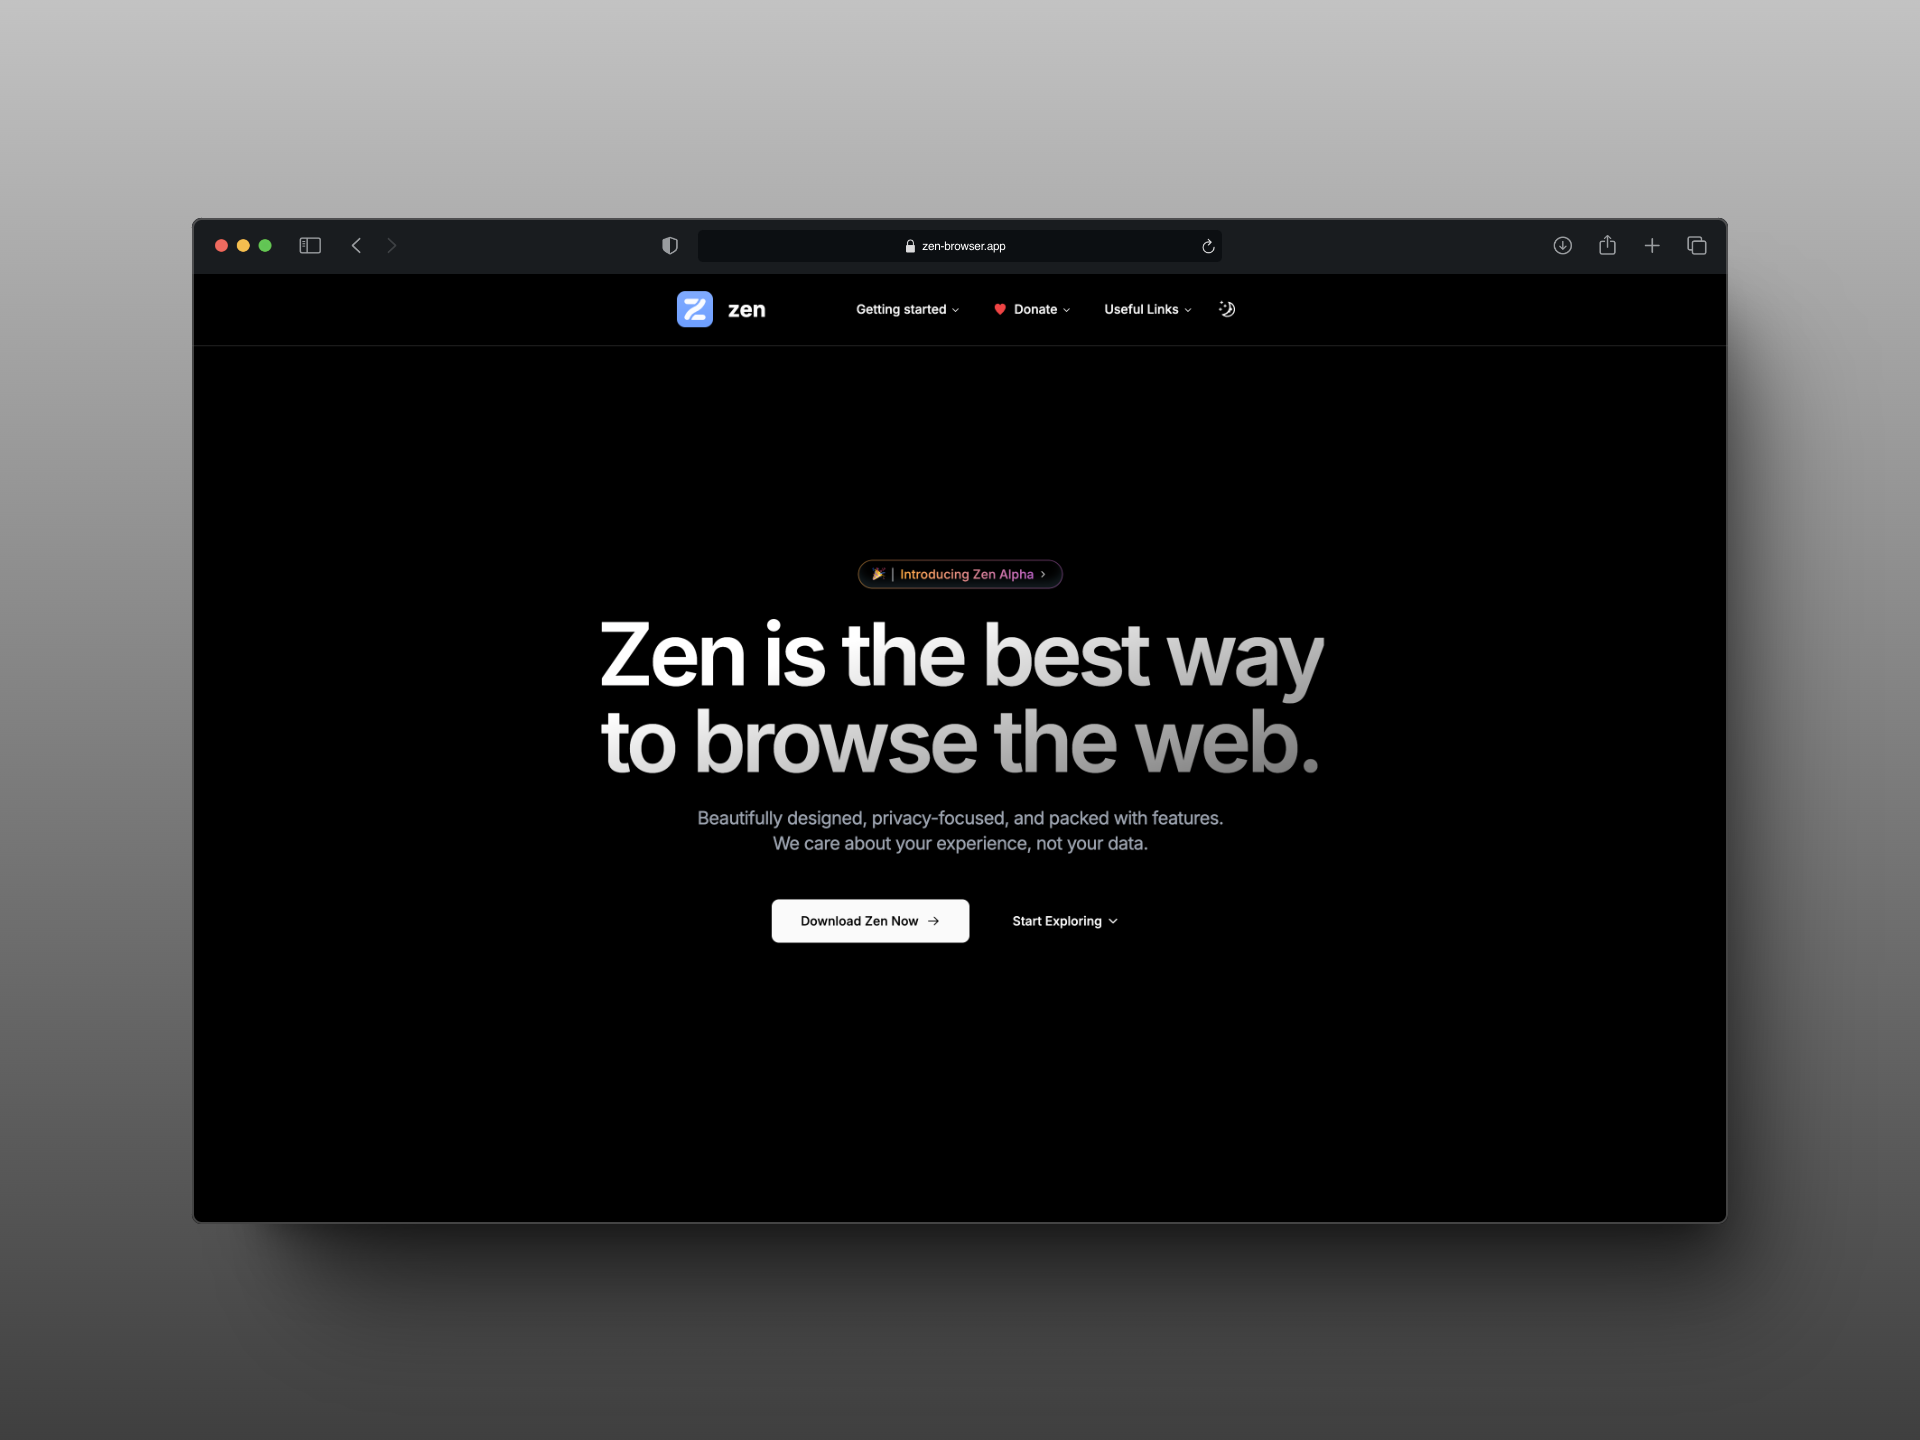 zen-browser.app
zen
Getting started
Donate
Useful Links
Introducing Zen Alpha
Zen is the best way
to browse the web.
Beautifully designed, privacy-focused, and packed with features.
We care about your experience, not your data.
Download Zen Now
Start Exploring